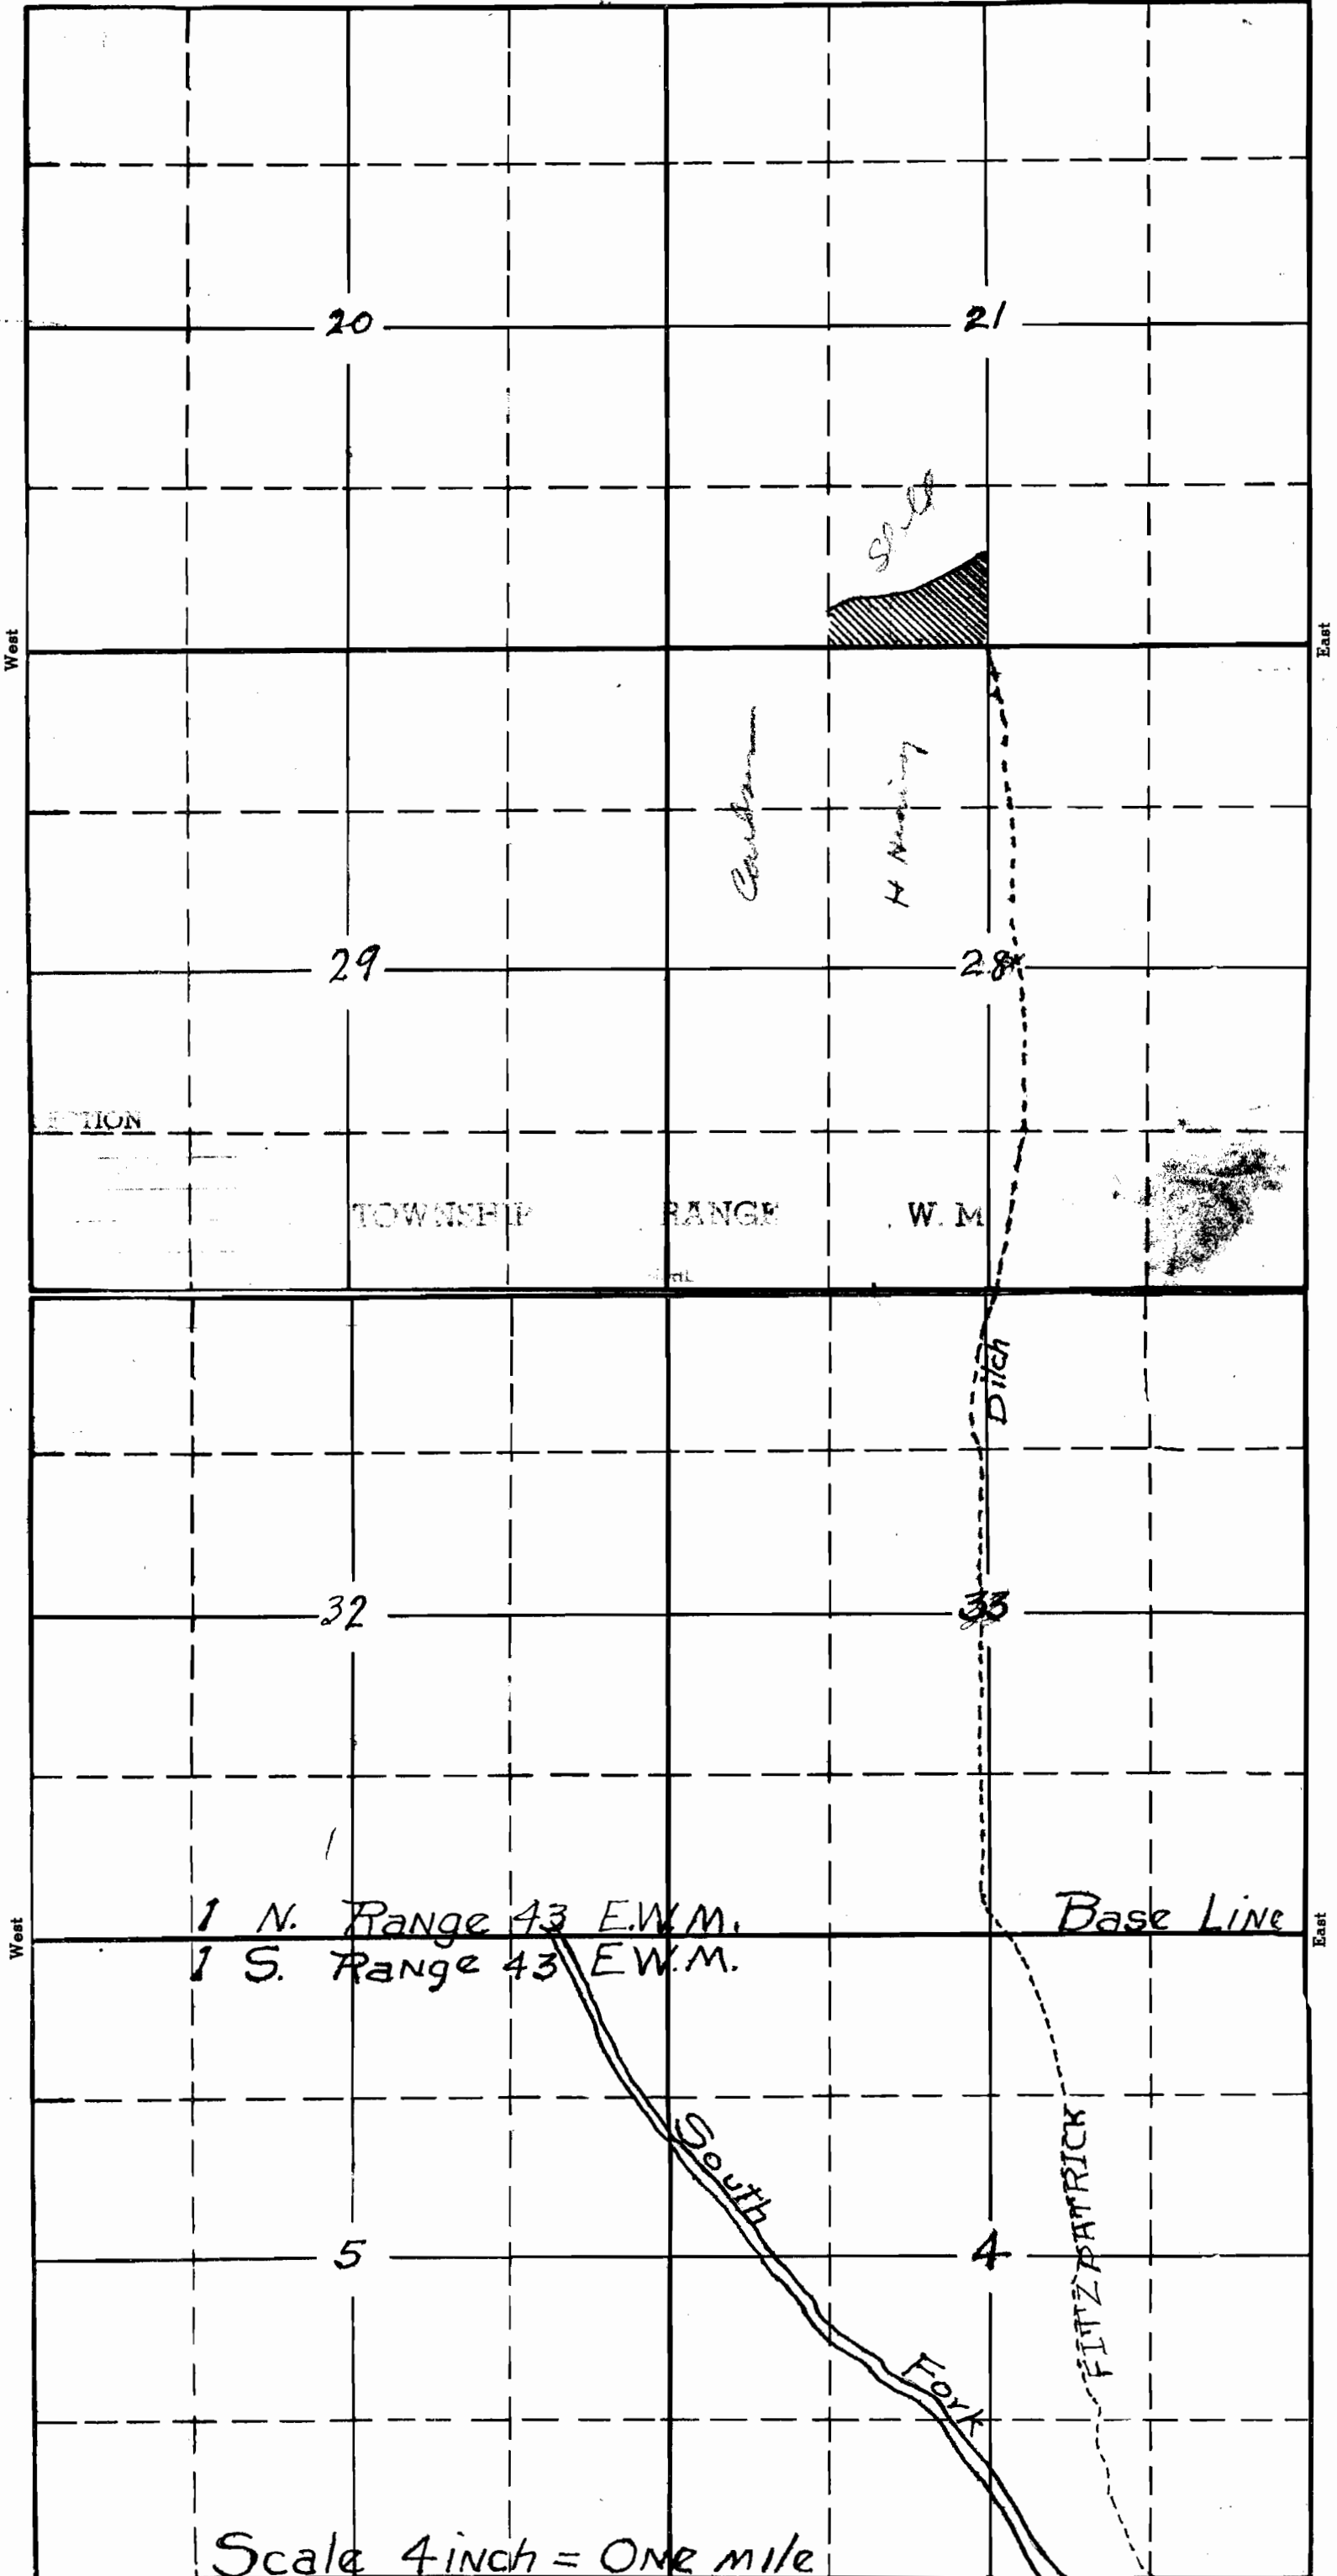 20
21
West
East
H
29
28
TOWNSHIP RANGE W. M
Ditch
32
33
1 N. Range 43 E.W.M.
Base Line
West
East
1 S. Range 43 E W.M.
South
FITZPATRICK
5
4
Fork
Scale 4 inch = One mile